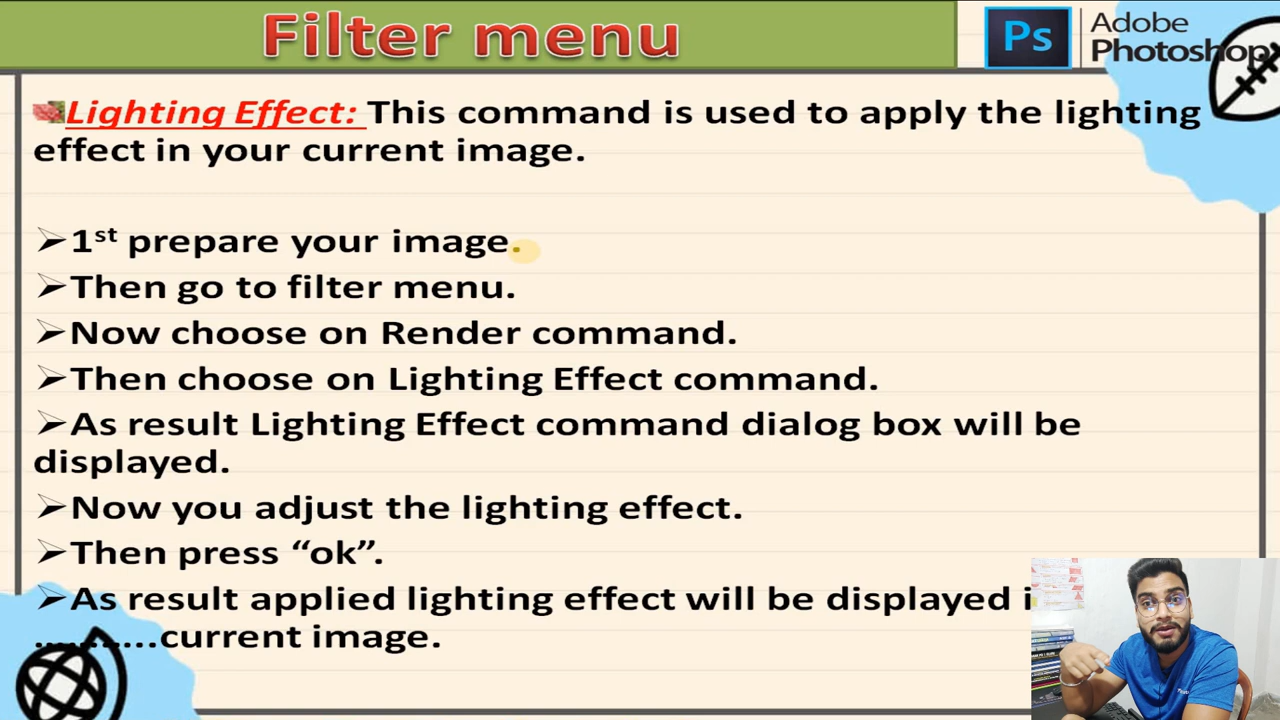 Filter menu
Ps
Adobe
Photoshop
Lighting Effect: This command is used to apply the lighting
effect in your current image.
➢1st prepare your image.
➢Then go to filter menu.
➢Now choose on Render command.
➢Then choose on Lighting Effect command.
➢As result Lighting Effect command dialog box will be
displayed.
➢Now you adjust the lighting effect.
➢Then press “ok”.
➢As result applied lighting effect will be displayed
...........current image.